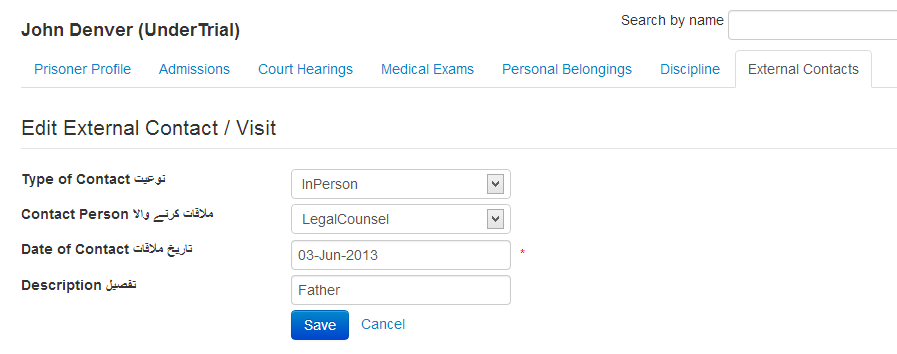 John Denver (UnderTrial)
Search by name
Prisoner Profile Admissions Court Hearings Medical Exams Personal Belongings Discipline External Contacts
Edit External Contact / Visit
Type of Contact نوعیت
InPerson
Contact Person ملاقات کرنے والا
LegalCounsel
Date of Contact تاریخ ملاقات
03-Jun-2013 *
Description تفصیل
Father
Save Cancel